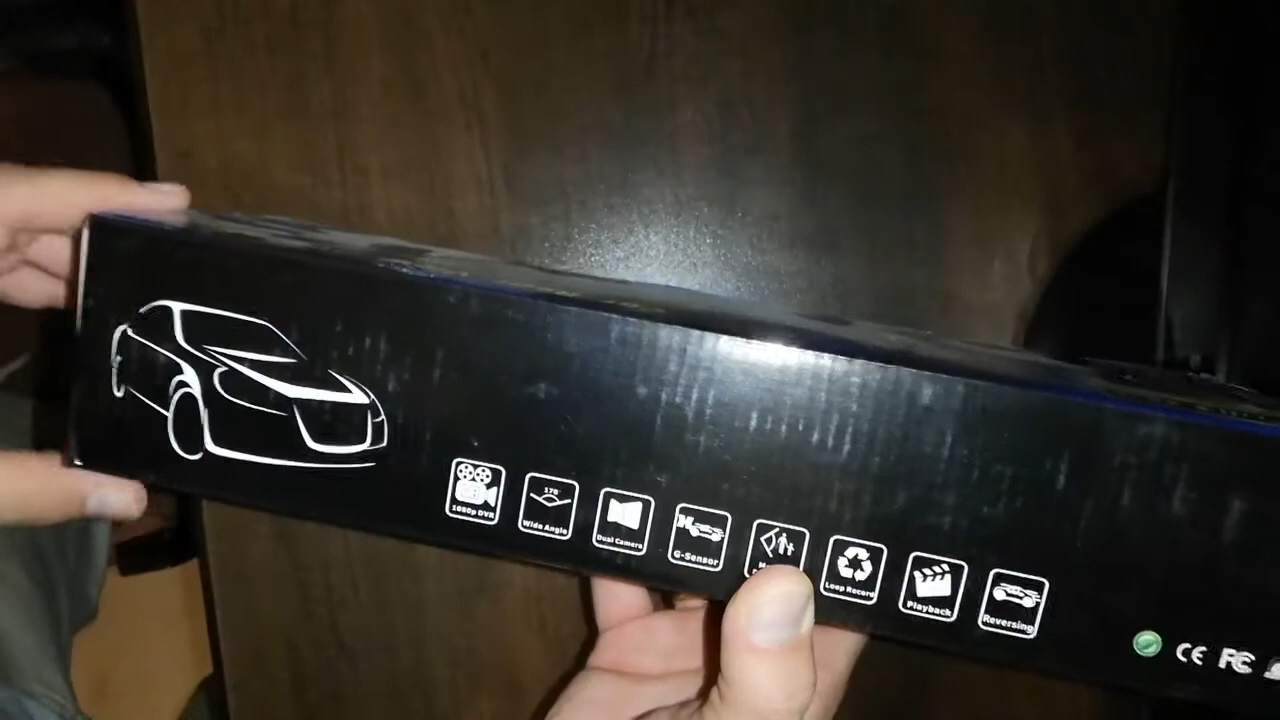 1080p DVR
170°
Wide Angle
Dual Camera
G-Sensor
Loop Record
Playback
Reversing
CE FC